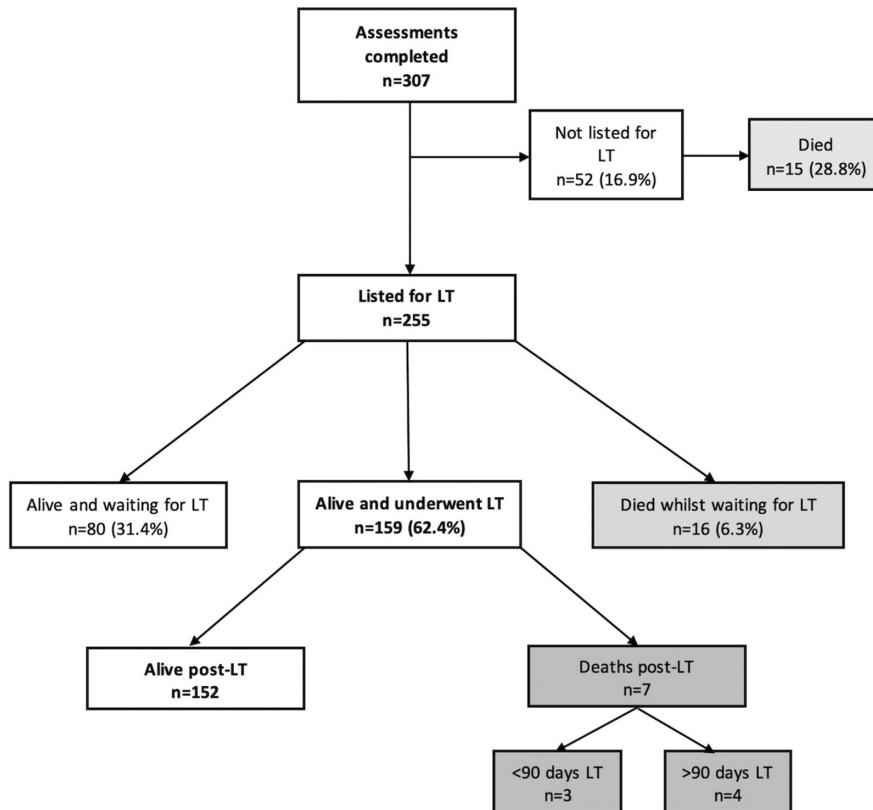 Assessments
completed
n=307
Not listed for
LT
n=52 (16.9%)
Died
n=15 (28.8%)
Listed for LT
n=255
Alive and waiting for LT
n=80 (31.4%)
Alive and underwent LT
n=159 (62.4%)
Died whilst waiting for LT
n=16 (6.3%)
Alive post-LT
n=152
Deaths post-LT
n=7
<90 days LT
n=3
>90 days LT
n=4